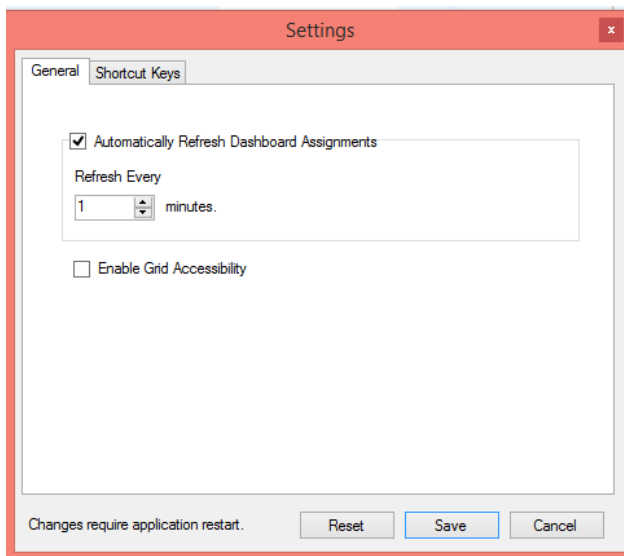 Settings
x
General Shortcut Keys
Automatically Refresh Dashboard Assignments
Refresh Every
1 minutes.
Enable Grid Accessibility
Changes require application restart. Reset Save Cancel